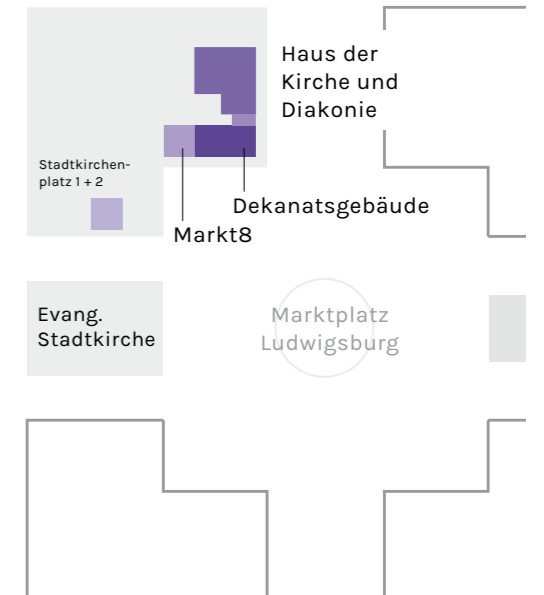 Haus der
Kirche und
Diakonie
Stadtkirchen-
platz 1 + 2
Dekanatsgebäude
Markt8
Evang.
Stadtkirche
Marktplatz
Ludwigsburg